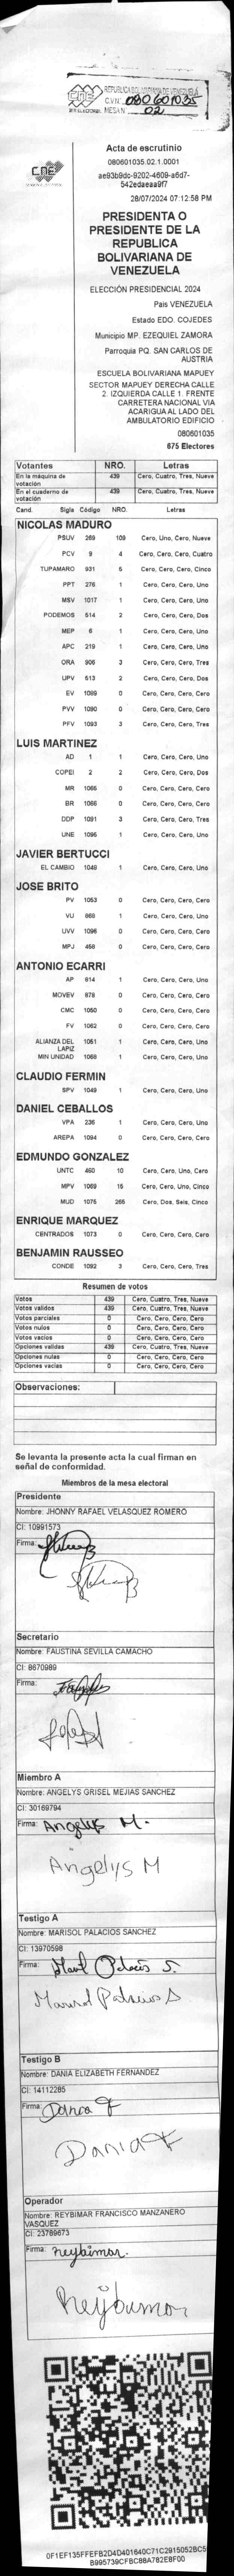 CNE
REPUBLICA BOLIVARIANA DE VENEZUELA
C.V.Nº: 080601035
MESA N: 02
CNE
Acta de escrutinio
080601035.02.1.0001
ae93b9dc-9202-4609-a6d7-
542edaeaa9f7
28/07/2024 07:12:58 PM
PRESIDENTA O
PRESIDENTE DE LA
REPUBLICA
BOLIVARIANA DE
VENEZUELA
ELECCIÓN PRESIDENCIAL 2024
Pais VENEZUELA
Estado EDO. COJEDES
Municipio MP. EZEQUIEL ZAMORA
Parroquia PQ. SAN CARLOS DE
AUSTRIA
ESCUELA BOLIVARIANA MAPUEY
SECTOR MAPUEY DERECHA CALLE
2. IZQUIERDA CALLE 1. FRENTE
CARRETERA NACIONAL VIA
ACARIGUA AL LADO DEL
AMBULATORIO EDIFICIO
080601035
675 Electores
Votantes NRO. Letras
En la máquina de votación 439 Cero, Cuatro, Tres, Nueve
En el cuaderno de votación 439 Cero, Cuatro, Tres, Nueve
Cand. Sigla Código NRO. Letras
NICOLAS MADURO
PSUV 269 109 Cero, Uno, Cero, Nueve
PCV 9 4 Cero, Cero, Cero, Cuatro
TUPAMARO 931 5 Cero, Cero, Cero, Cinco
PPT 276 1 Cero, Cero, Cero, Uno
MSV 1017 1 Cero, Cero, Cero, Uno
PODEMOS 514 2 Cero, Cero, Cero, Dos
MEP 6 1 Cero, Cero, Cero, Uno
APC 219 1 Cero, Cero, Cero, Uno
ORA 906 3 Cero, Cero, Cero, Tres
UPV 513 2 Cero, Cero, Cero, Dos
EV 1089 0 Cero, Cero, Cero, Cero
PVV 1090 0 Cero, Cero, Cero, Cero
PFV 1093 3 Cero, Cero, Cero, Tres
LUIS MARTINEZ
AD 1 1 Cero, Cero, Cero, Uno
COPEI 2 2 Cero, Cero, Cero, Dos
MR 1065 0 Cero, Cero, Cero, Cero
BR 1066 0 Cero, Cero, Cero, Cero
DDP 1091 3 Cero, Cero, Cero, Tres
UNE 1095 1 Cero, Cero, Cero, Uno
JAVIER BERTUCCI
EL CAMBIO 1048 1 Cero, Cero, Cero, Uno
JOSE BRITO
PV 1053 0 Cero, Cero, Cero, Cero
VU 868 1 Cero, Cero, Cero, Uno
UVV 1096 0 Cero, Cero, Cero, Cero
MPJ 458 0 Cero, Cero, Cero, Cero
ANTONIO ECARRI
AP 814 1 Cero, Cero, Cero, Uno
MOVEV 878 0 Cero, Cero, Cero, Cero
CMC 1050 0 Cero, Cero, Cero, Cero
FV 1062 0 Cero, Cero, Cero, Cero
ALIANZA DEL LAPIZ 1051 1 Cero, Cero, Cero, Uno
MIN UNIDAD 1068 1 Cero, Cero, Cero, Uno
CLAUDIO FERMIN
SPV 1049 1 Cero, Cero, Cero, Uno
DANIEL CEBALLOS
VPA 236 1 Cero, Cero, Cero, Uno
AREPA 1094 0 Cero, Cero, Cero, Cero
EDMUNDO GONZALEZ
UNTC 460 10 Cero, Cero, Uno, Cero
MPV 1069 15 Cero, Cero, Uno, Cinco
MUD 1075 265 Cero, Dos, Seis, Cinco
ENRIQUE MARQUEZ
CENTRADOS 1073 0 Cero, Cero, Cero, Cero
BENJAMIN RAUSSEO
CONDE 1092 3 Cero, Cero, Cero, Tres
Resumen de votos
Votos 439 Cero, Cuatro, Tres, Nueve
Votos validos 439 Cero, Cuatro, Tres, Nueve
Votos parciales 0 Cero, Cero, Cero, Cero
Votos nulos 0 Cero, Cero, Cero, Cero
Votos vacios 0 Cero, Cero, Cero, Cero
Opciones validas 439 Cero, Cuatro, Tres, Nueve
Opciones nulas 0 Cero, Cero, Cero, Cero
Opciones vacias 0 Cero, Cero, Cero, Cero
Observaciones:
Se levanta la presente acta la cual firman en
señal de conformidad.
Miembros de la mesa electoral
Presidente
Nombre: JHONNY RAFAEL VELASQUEZ ROMERO
CI: 10991573
Firma:
Secretario
Nombre: FAUSTINA SEVILLA CAMACHO
CI: 8670989
Firma:
Miembro A
Nombre: ANGELYS GRISEL MEJIAS SANCHEZ
CI: 30169794
Firma: Angelys M.
Angelys M
Testigo A
Nombre: MARISOL PALACIOS SANCHEZ
CI: 13970598
Firma: Palacios S.
Marisol Palacios S
Testigo B
Nombre: DANIA ELIZABETH FERNANDEZ
CI: 14112285
Firma: Dania F
Dania F
Operador
Nombre: REYBIMAR FRANCISCO MANZANERO
VASQUEZ
CI: 23789673
Firma: Reybimar.
Reybimar
0F1EF135FFEFB2D4D401640C71C2915052BC5
B995739CFBC88A782E8F00